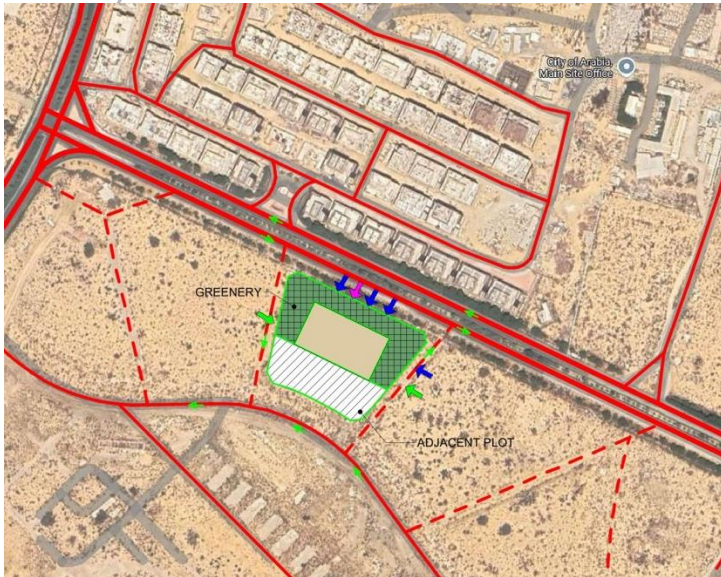 City of Arabia,
Main Site Office
GREENERY
ADJACENT PLOT